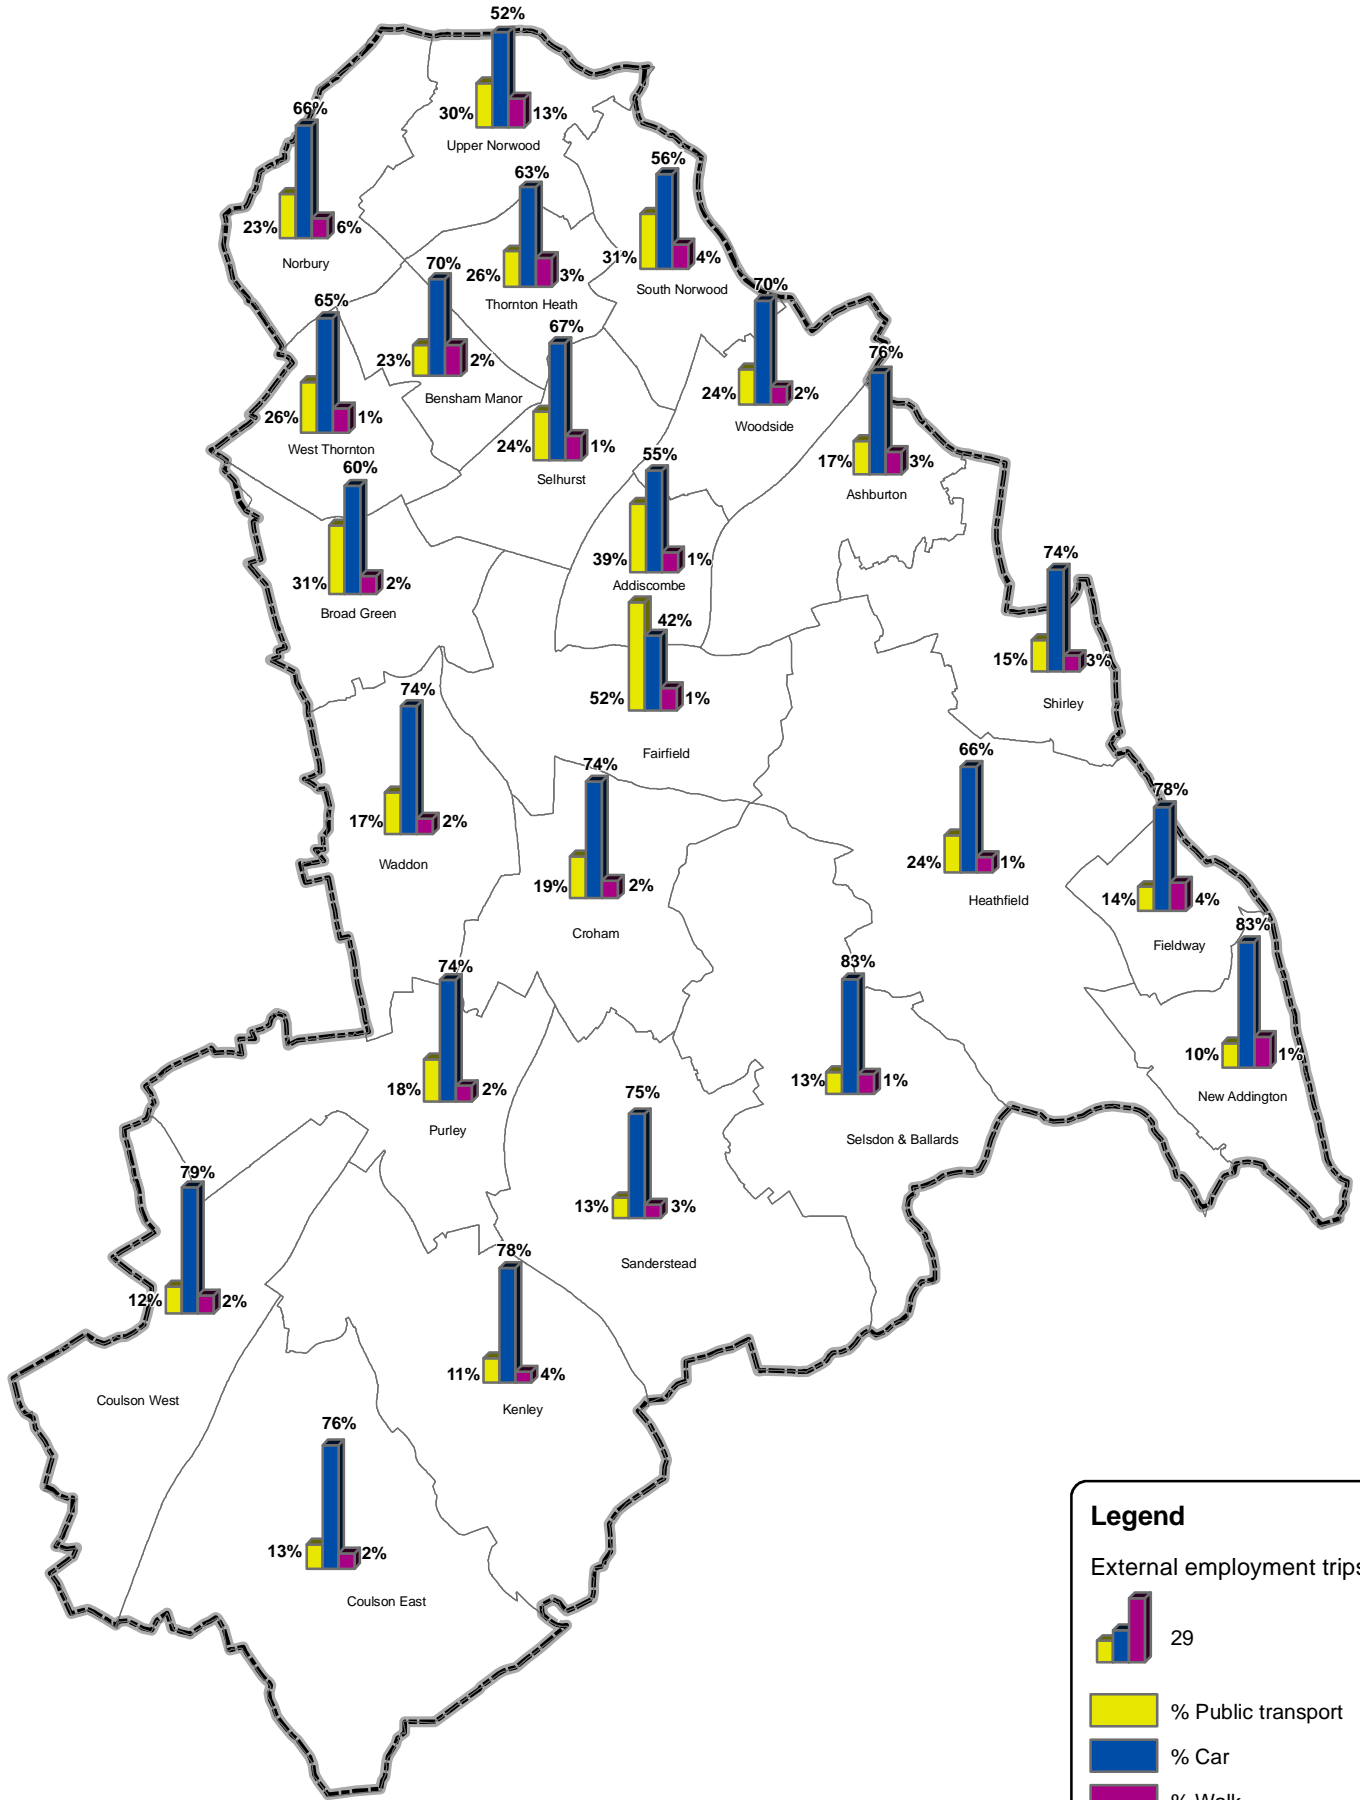 52%
30%
13%
Upper Norwood
66%
23%
6%
Norbury
63%
26%
3%
Thornton Heath
56%
31%
4%
South Norwood
70%
23%
2%
Bensham Manor
65%
26%
1%
West Thornton
67%
24%
1%
Selhurst
70%
24%
2%
Woodside
76%
17%
3%
Ashburton
60%
31%
2%
Broad Green
55%
39%
1%
Addiscombe
42%
52%
1%
Fairfield
74%
15%
3%
Shirley
74%
17%
2%
Waddon
74%
19%
2%
Croham
66%
24%
1%
Heathfield
78%
14%
4%
Fieldway
83%
10%
1%
New Addington
74%
18%
2%
Purley
83%
13%
1%
Selsdon & Ballards
75%
13%
3%
Sanderstead
79%
12%
2%
Coulson West
78%
11%
4%
Kenley
76%
13%
2%
Coulson East
Legend
External employment trips
29
% Public transport
% Car
% Walk